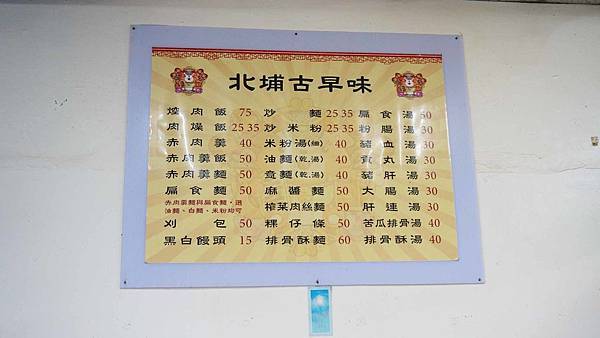 北埔古早味
焢肉飯 75 炒麵 25 35 扁食湯 30
肉燥飯 25 35 炒米粉 25 35 粉腸湯 30
赤肉羹 40 米粉湯(細) 40 豬血湯 30
赤肉羹飯 50 油麵(乾.湯) 40 貢丸湯 30
赤肉羹麵 50 意麵(乾.湯) 40 豬肝湯 30
扁食麵 50 麻醬麵 50 大腸湯 30
赤肉羹麵與扁食麵，選
油麵、白麵、米粉均可
榨菜肉絲麵 50 肝連湯 30
刈包 50 粿仔條 50 苦瓜排骨湯 40
黑白饅頭 15 排骨酥麵 60 排骨酥湯 40